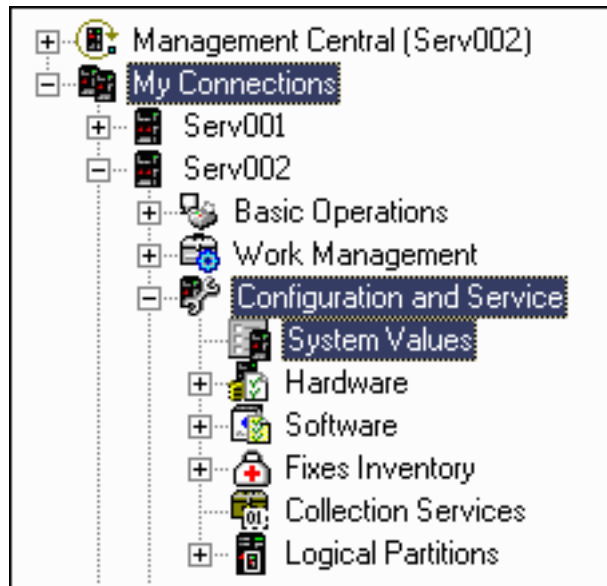 Management Central (Serv002)
My Connections
Serv001
Serv002
Basic Operations
Work Management
Configuration and Service
System Values
Hardware
Software
Fixes Inventory
Collection Services
Logical Partitions